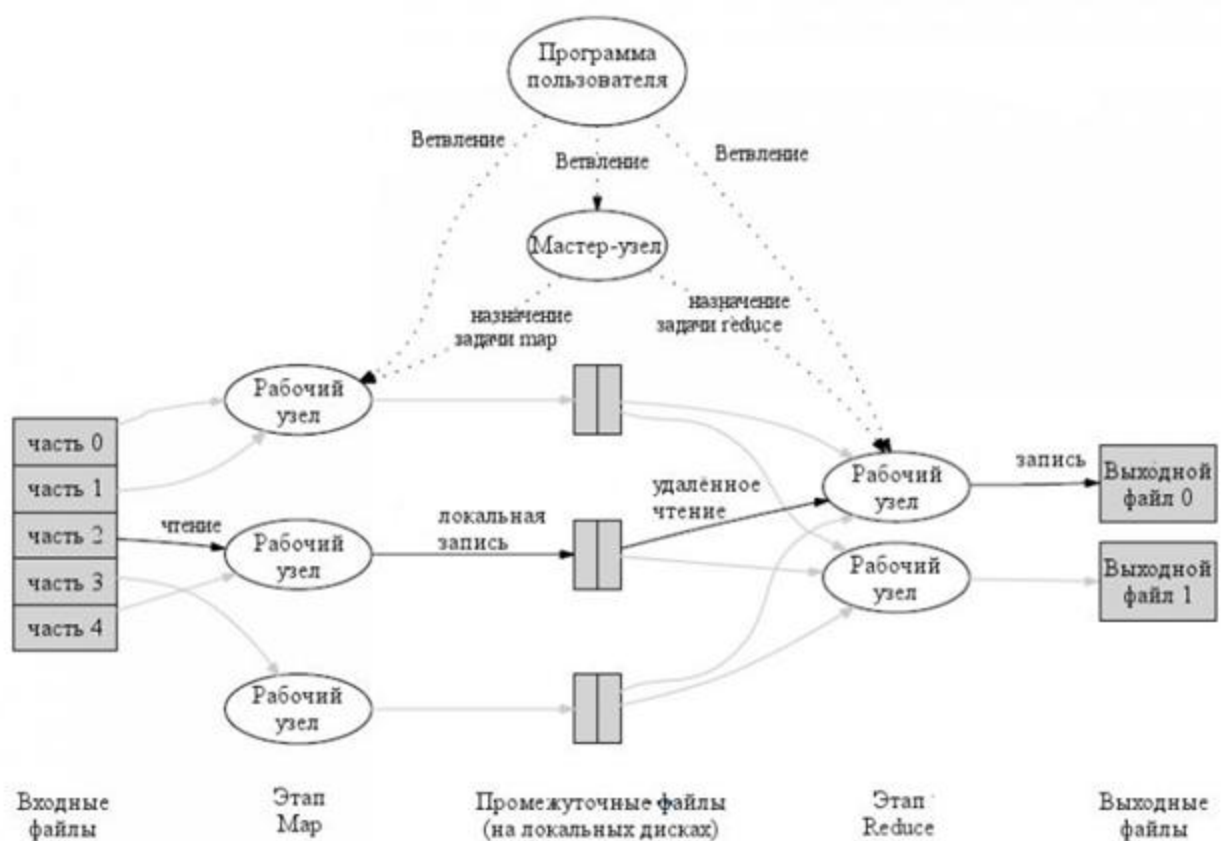 Программа
пользователя
Ветвление
Ветвление
Ветвление
Мастер-узел
назначение
задачи map
назначение
задачи reduce
Рабочий
узел
часть 0
часть 1
часть 2
часть 3
часть 4
чтение
Рабочий
узел
локальная
запись
удалённое
чтение
Рабочий
узел
запись
Выходной
файл 0
Рабочий
узел
Выходной
файл 1
Рабочий
узел
Входные
файлы
Этап
Map
Промежуточные файлы
(на локальных дисках)
Этап
Reduce
Выходные
файлы